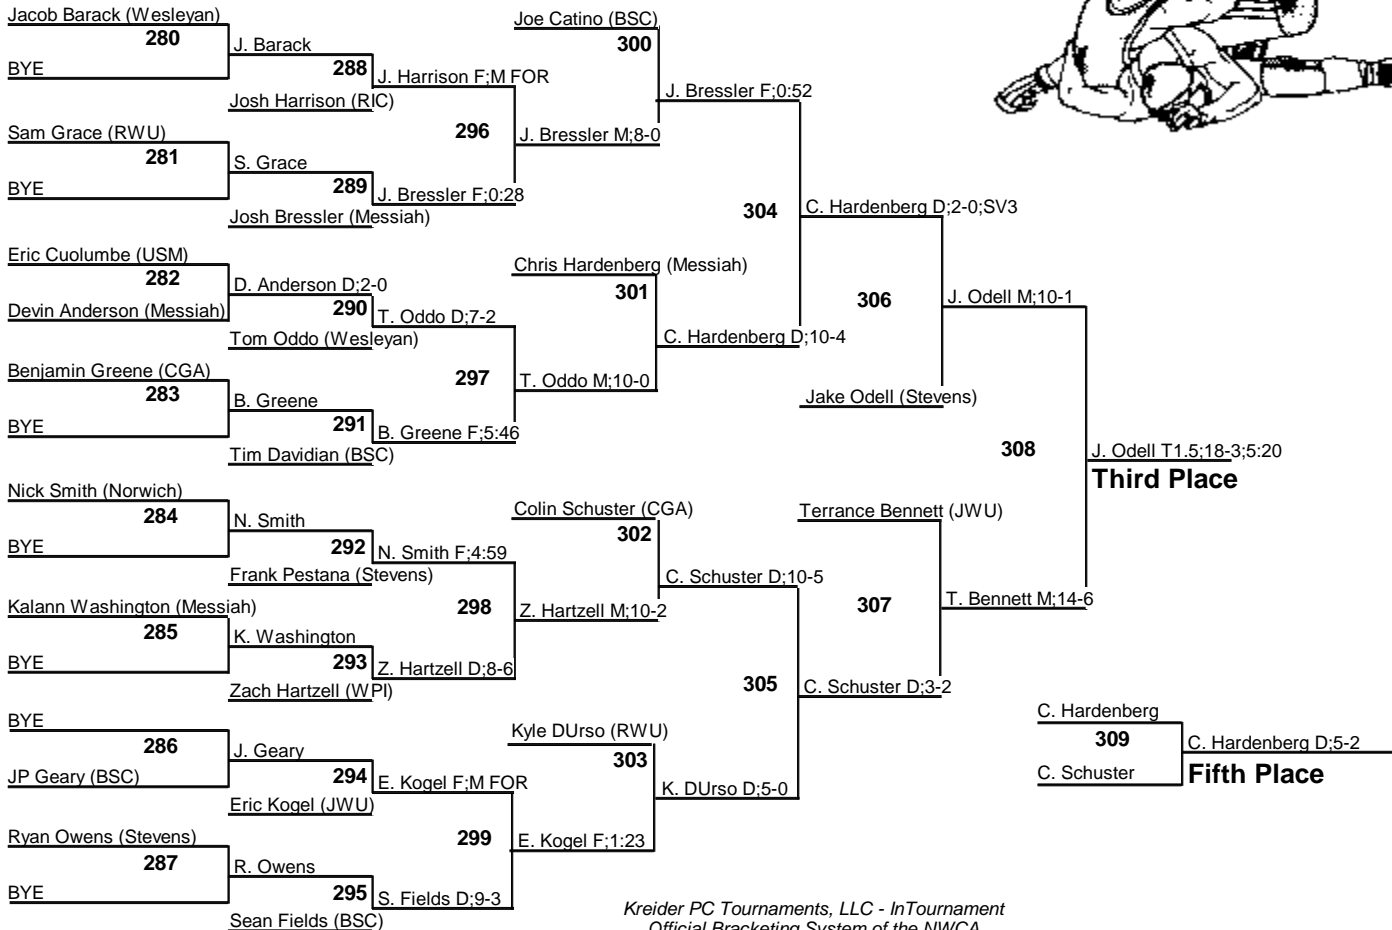 Jacob Barack (Wesleyan)
280
BYE
J. Barack
288
Josh Harrison (RIC)
J. Harrison F;M FOR
Sam Grace (RWU)
281
BYE
S. Grace
289
Josh Bressler (Messiah)
J. Bressler F;0:28
296
J. Bressler M;8-0
Joe Catino (BSC)
300
J. Bressler F;0:52
Eric Cuolumbe (USM)
282
Devin Anderson (Messiah)
D. Anderson D;2-0
290
Tom Oddo (Wesleyan)
T. Oddo D;7-2
Benjamin Greene (CGA)
283
BYE
B. Greene
291
Tim Davidian (BSC)
B. Greene F;5:46
297
T. Oddo M;10-0
Chris Hardenberg (Messiah)
301
C. Hardenberg D;10-4
304
C. Hardenberg D;2-0;SV3
306
Jake Odell (Stevens)
J. Odell M;10-1
Nick Smith (Norwich)
284
BYE
N. Smith
292
Frank Pestana (Stevens)
N. Smith F;4:59
Kalann Washington (Messiah)
285
BYE
K. Washington
293
Zach Hartzell (WPI)
Z. Hartzell D;8-6
298
Z. Hartzell M;10-2
Colin Schuster (CGA)
302
C. Schuster D;10-5
BYE
286
JP Geary (BSC)
J. Geary
294
Eric Kogel (JWU)
E. Kogel F;M FOR
Ryan Owens (Stevens)
287
BYE
R. Owens
295
Sean Fields (BSC)
S. Fields D;9-3
299
E. Kogel F;1:23
Kyle DUrso (RWU)
303
K. DUrso D;5-0
305
C. Schuster D;3-2
Terrance Bennett (JWU)
307
T. Bennett M;14-6
308
J. Odell T1.5;18-3;5:20
Third Place
C. Hardenberg
309
C. Schuster
C. Hardenberg D;5-2
Fifth Place
Kreider PC Tournaments, LLC - InTournament
Official Bracketing System of the NWCA